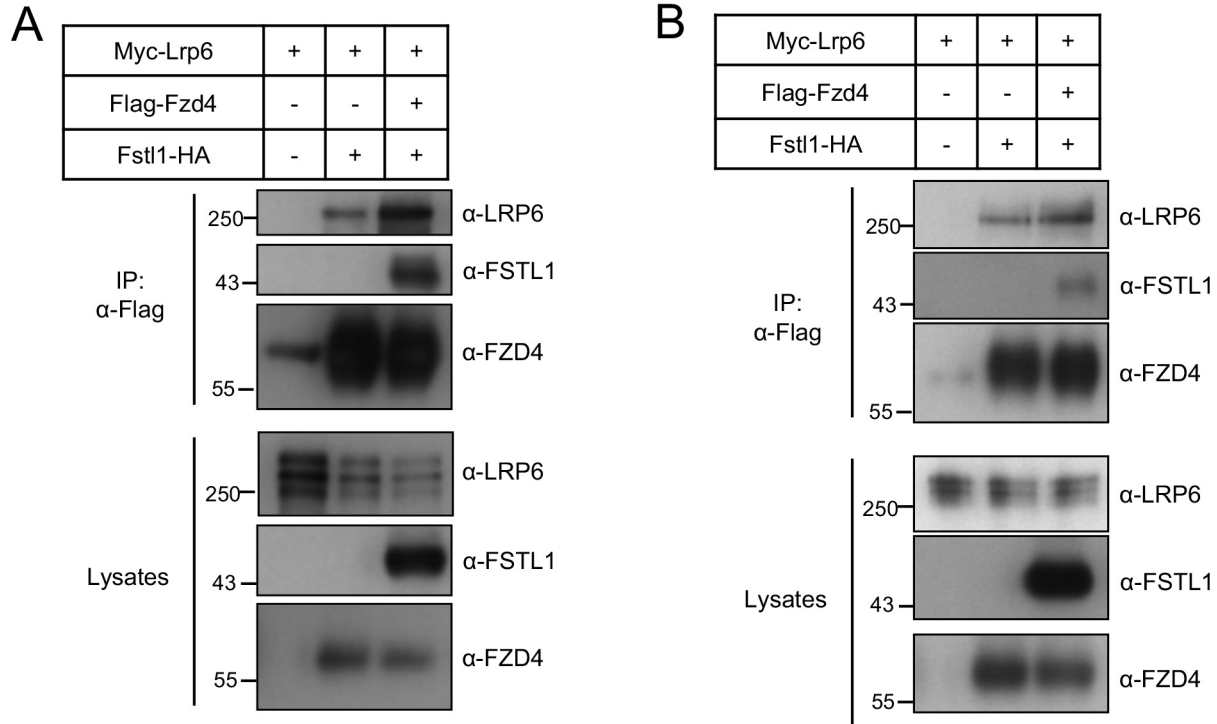 A
Myc-Lrp6 + + +
Flag-Fzd4 - - +
Fstl1-HA - + +
IP:
α-Flag
250
α-LRP6
43
α-FSTL1
55
α-FZD4
Lysates
250
α-LRP6
43
α-FSTL1
55
α-FZD4
B
Myc-Lrp6 + + +
Flag-Fzd4 - - +
Fstl1-HA - + +
IP:
α-Flag
250
α-LRP6
43
α-FSTL1
55
α-FZD4
Lysates
250
α-LRP6
43
α-FSTL1
55
α-FZD4